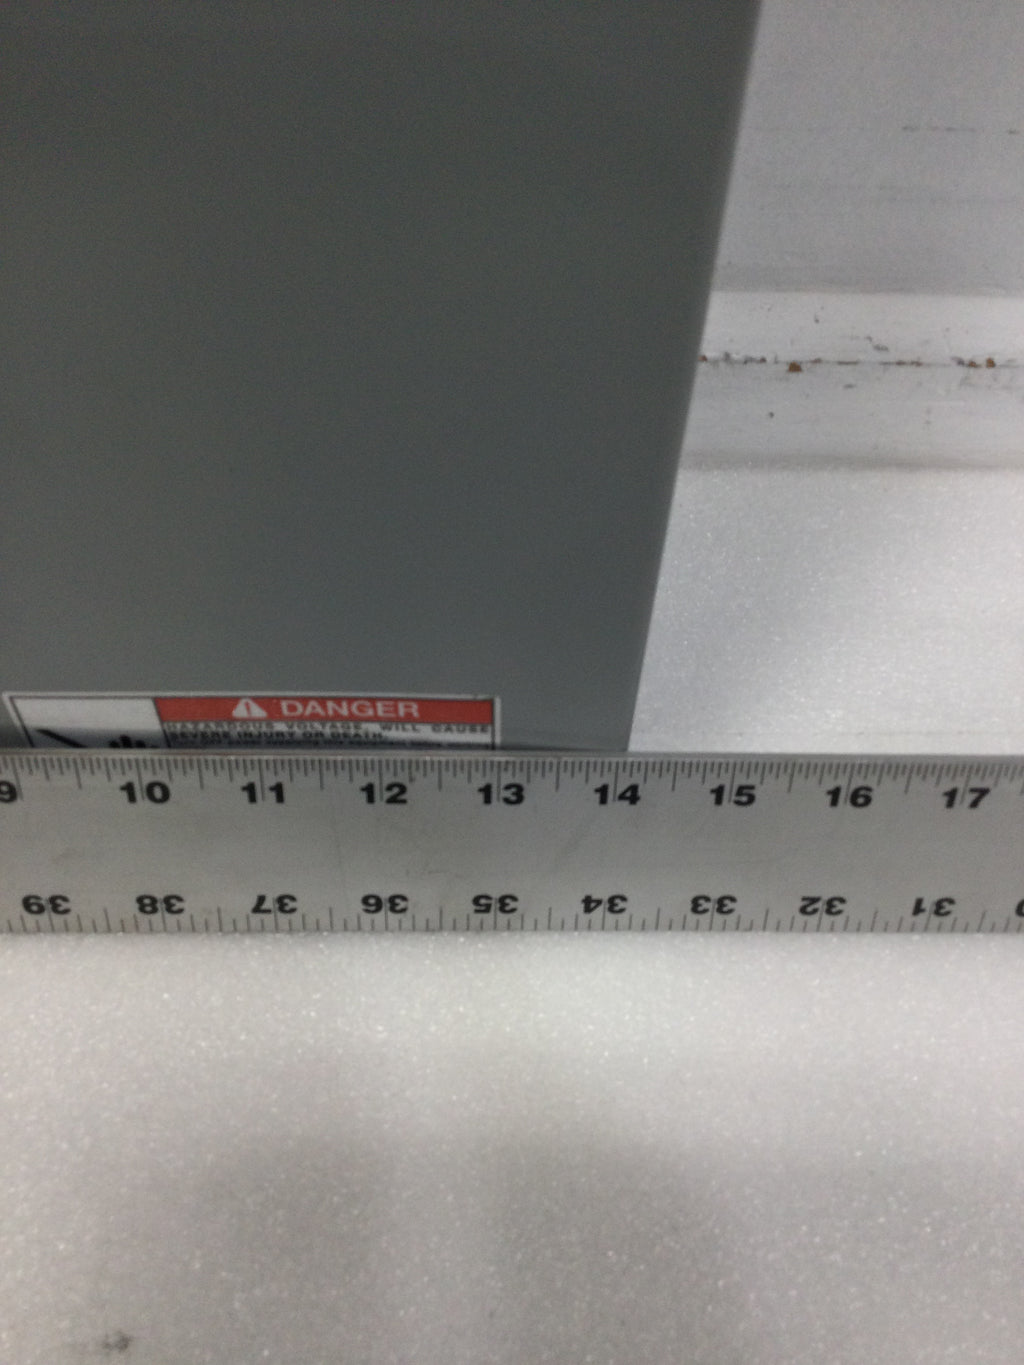 DANGER
HAZARDOUS VOLTAGE. WILL CAUSE
SEVERE INJURY OR DEATH.
9 10 11 12 13 14 15 16 17
39 38 37 36 35 34 33 32 31